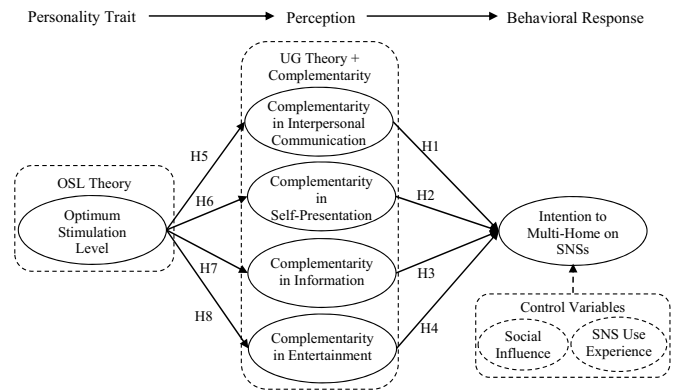 Personality Trait
Perception
Behavioral Response
UG Theory +
Complementarity
Complementarity
in Interpersonal
Communication
H1
H5
OSL Theory
H6
Complementarity
in
Self-Presentation
H2
Optimum
Stimulation
Level
Intention to
Multi-Home on
SNSs
H7
Complementarity
in Information
H3
H8
H4
Control Variables
Complementarity
in Entertainment
Social
Influence
SNS Use
Experience